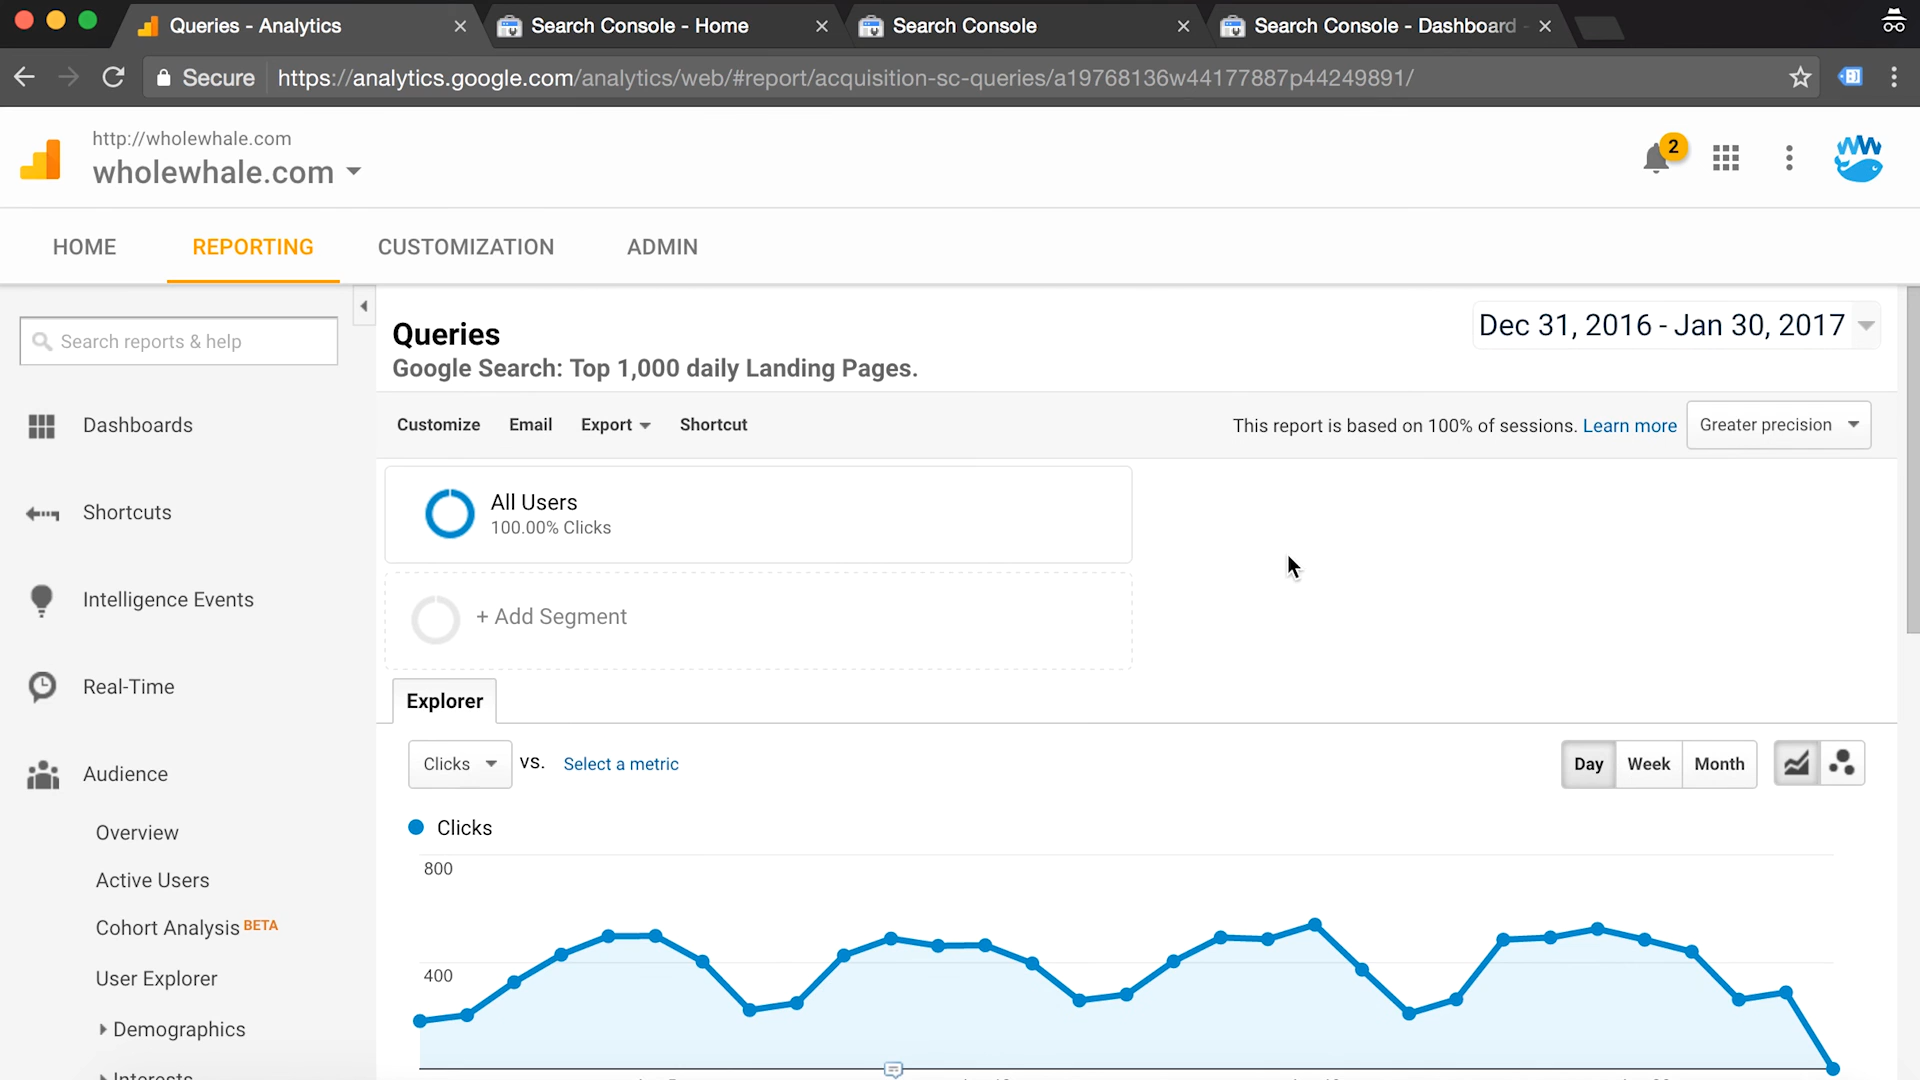 Queries - Analytics
Search Console - Home
Search Console
Search Console - Dashboard
Secure
https://analytics.google.com/analytics/web/#report/acquisition-sc-queries/a19768136w44177887p44249891/
http://wholewhale.com
wholewhale.com
2
HOME
REPORTING
CUSTOMIZATION
ADMIN
Search reports & help
Queries
Google Search: Top 1,000 daily Landing Pages.
Dec 31, 2016 - Jan 30, 2017
Customize
Email
Export
Shortcut
This report is based on 100% of sessions. Learn more
Greater precision
Dashboards
Shortcuts
Intelligence Events
Real-Time
Audience
Overview
Active Users
Cohort Analysis BETA
User Explorer
Demographics
Interests
All Users
100.00% Clicks
+ Add Segment
Explorer
Clicks
VS.
Select a metric
Day
Week
Month
Clicks
800
400